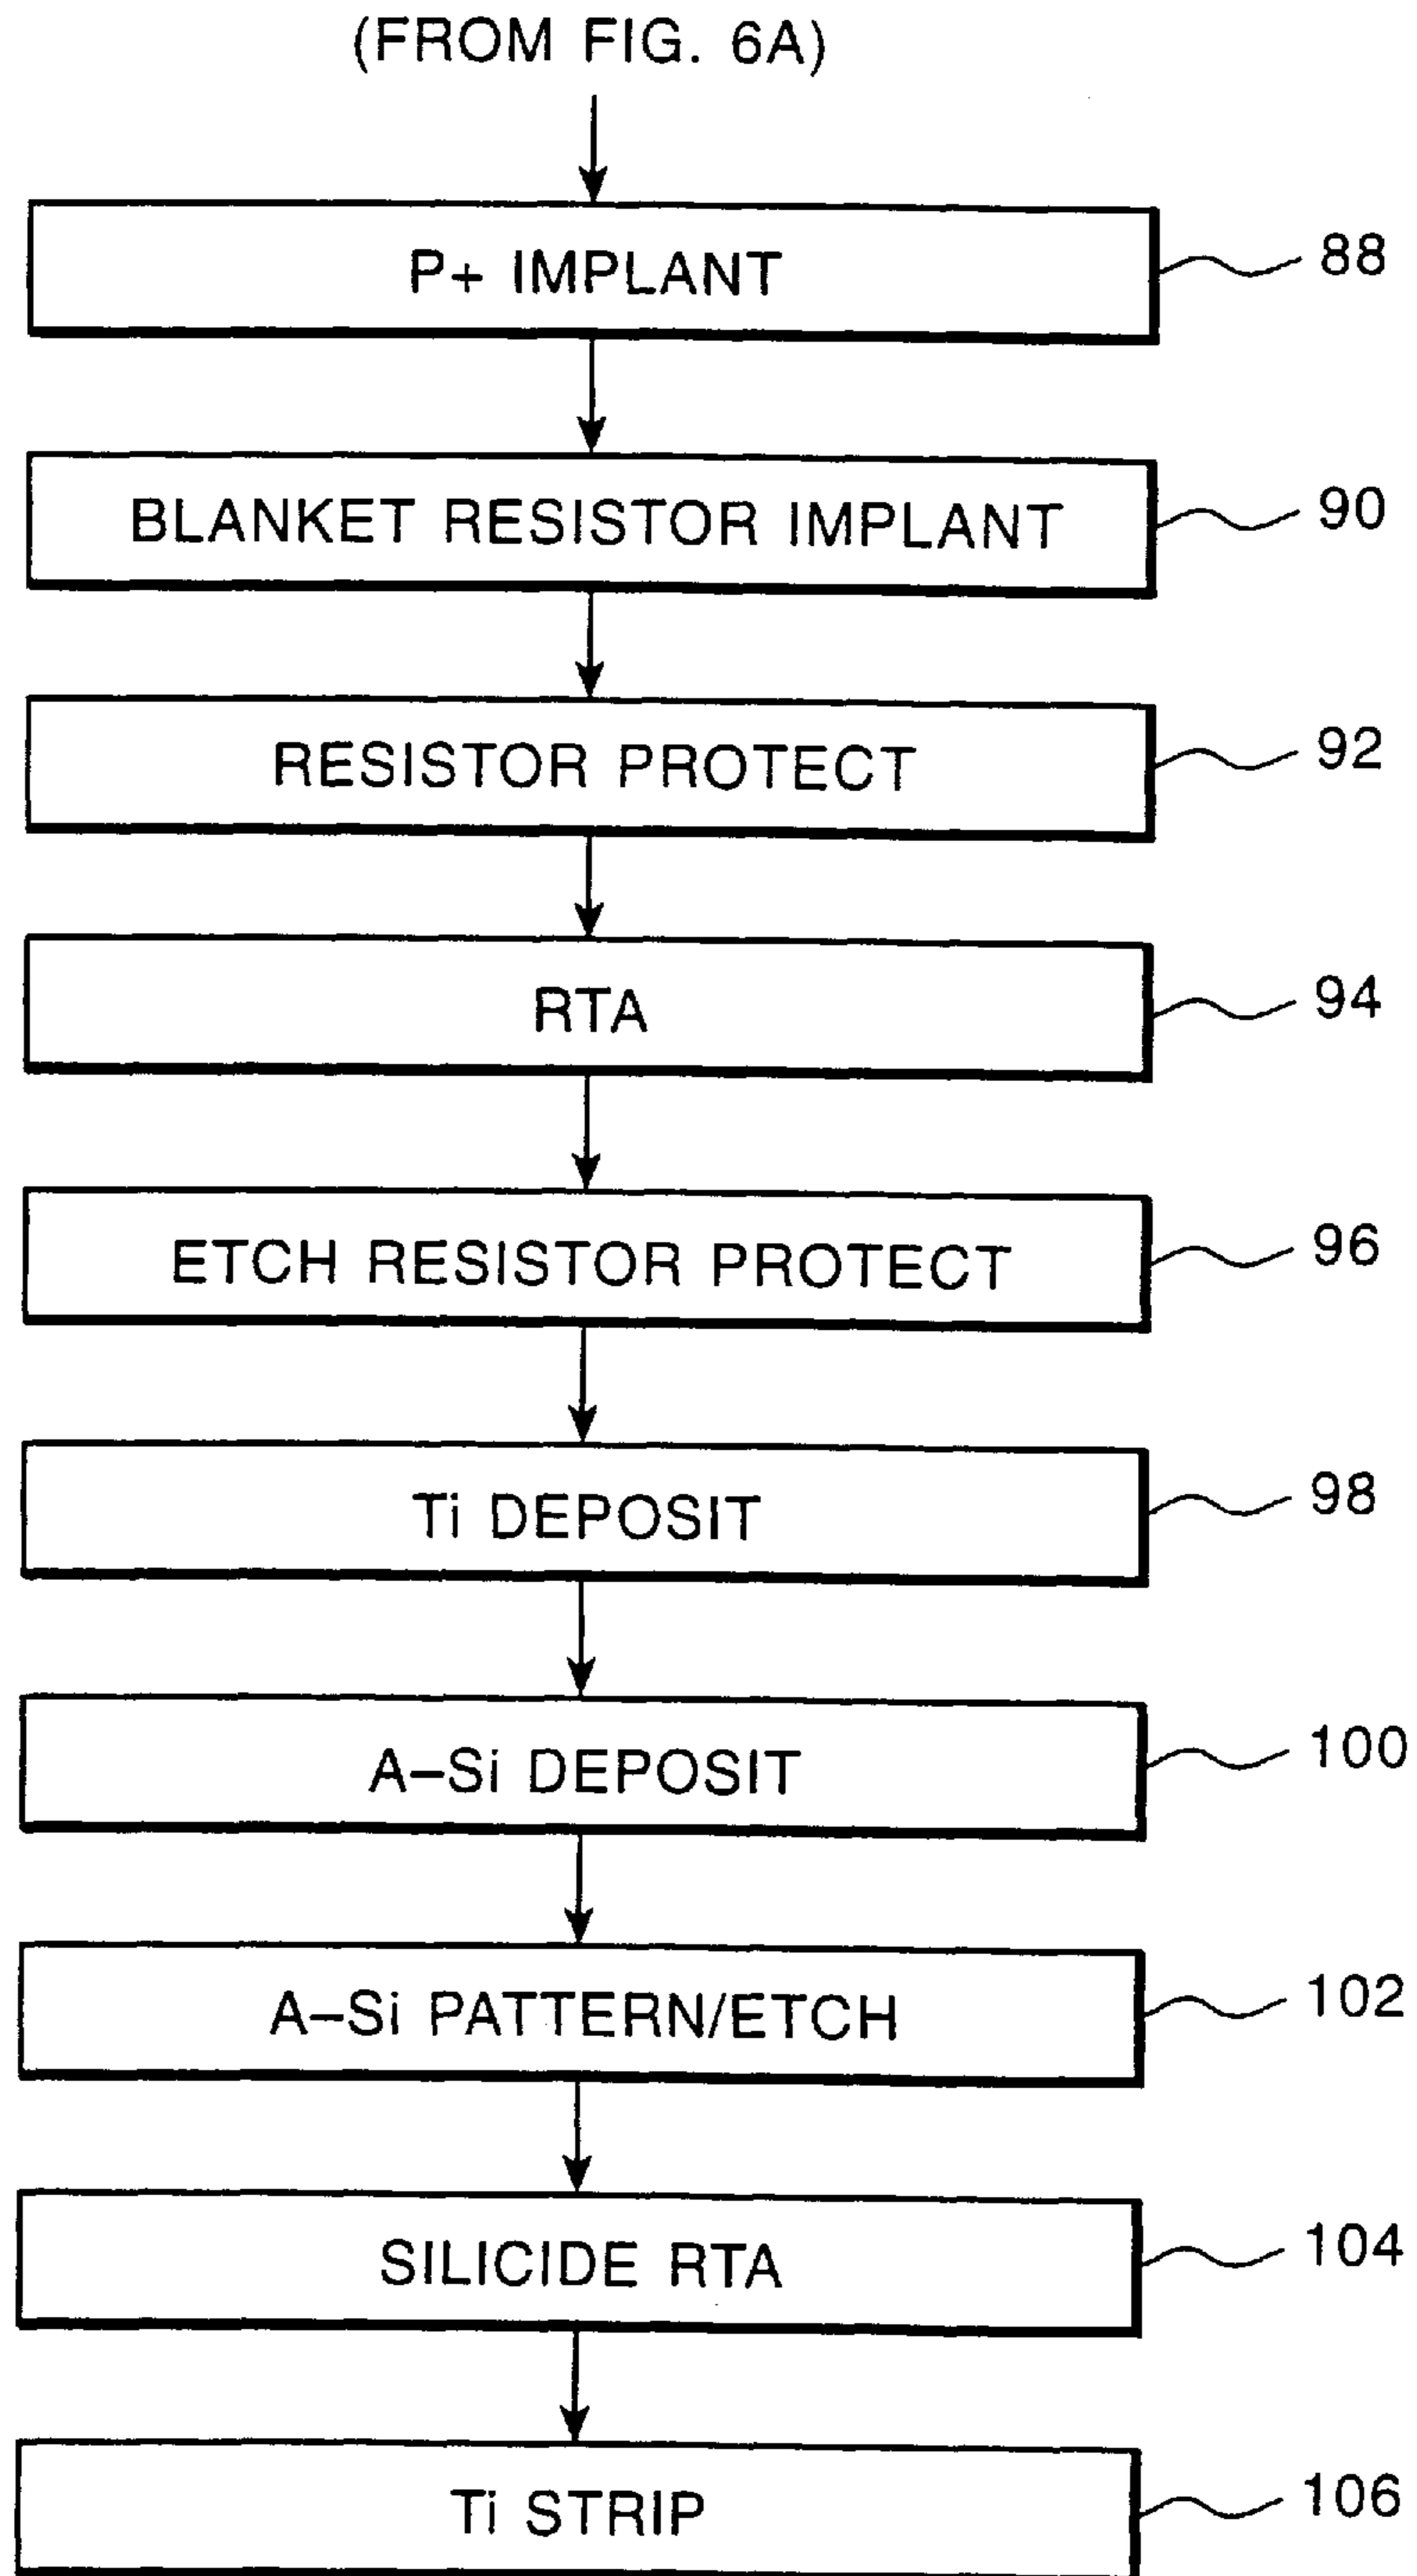 (FROM FIG. 6A)
P+ IMPLANT 88
BLANKET RESISTOR IMPLANT 90
RESISTOR PROTECT 92
RTA 94
ETCH RESISTOR PROTECT 96
Ti DEPOSIT 98
A–Si DEPOSIT 100
A–Si PATTERN/ETCH 102
SILICIDE RTA 104
Ti STRIP 106